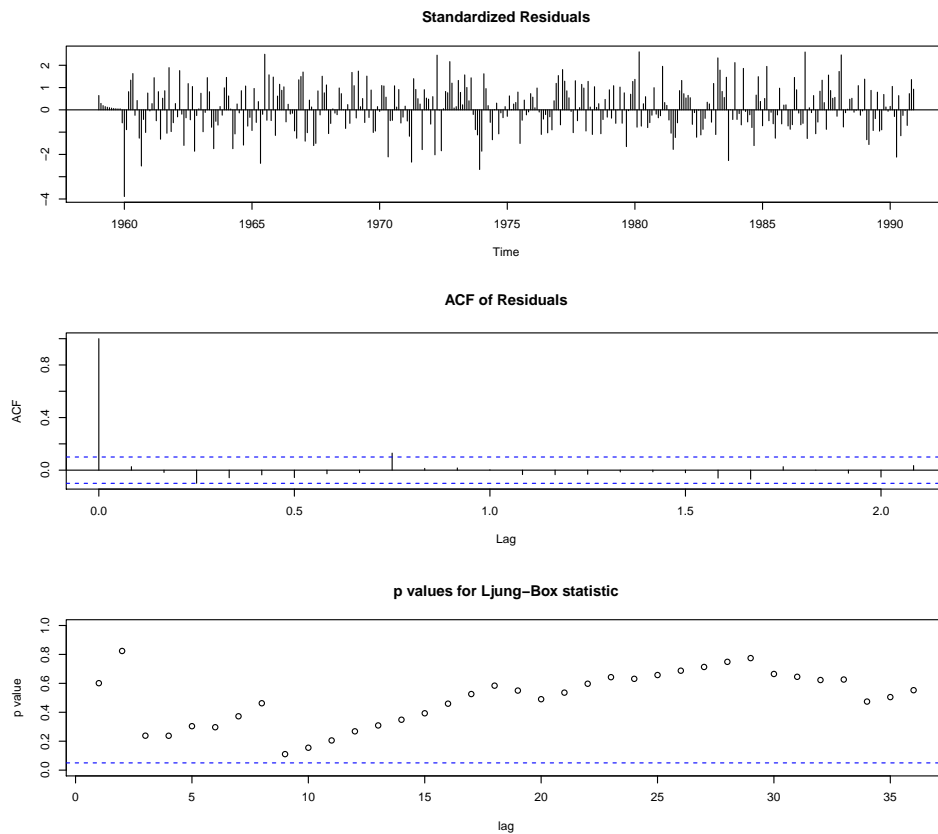 Standardized Residuals
2
1
0
−2
−4
1960 1965 1970 1975 1980 1985 1990
Time
ACF of Residuals
ACF
0.8
0.4
0.0
0.0 0.5 1.0 1.5 2.0
Lag
p values for Ljung−Box statistic
p value
1.0
0.8
0.6
0.4
0.2
0.0
0 5 10 15 20 25 30 35
lag